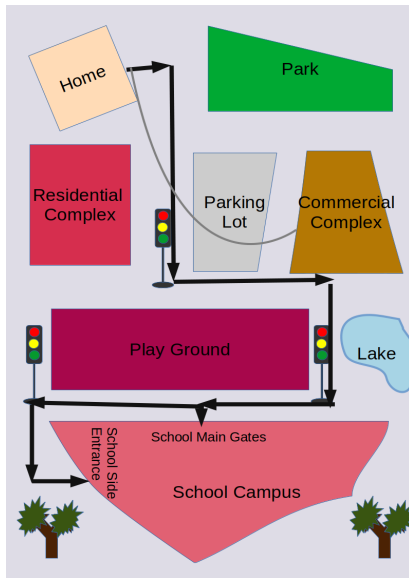 Home
Park
Residential
Complex
Parking
Lot
Commercial
Complex
Play Ground
Lake
School Main Gates
School Side
Entrance
School Campus